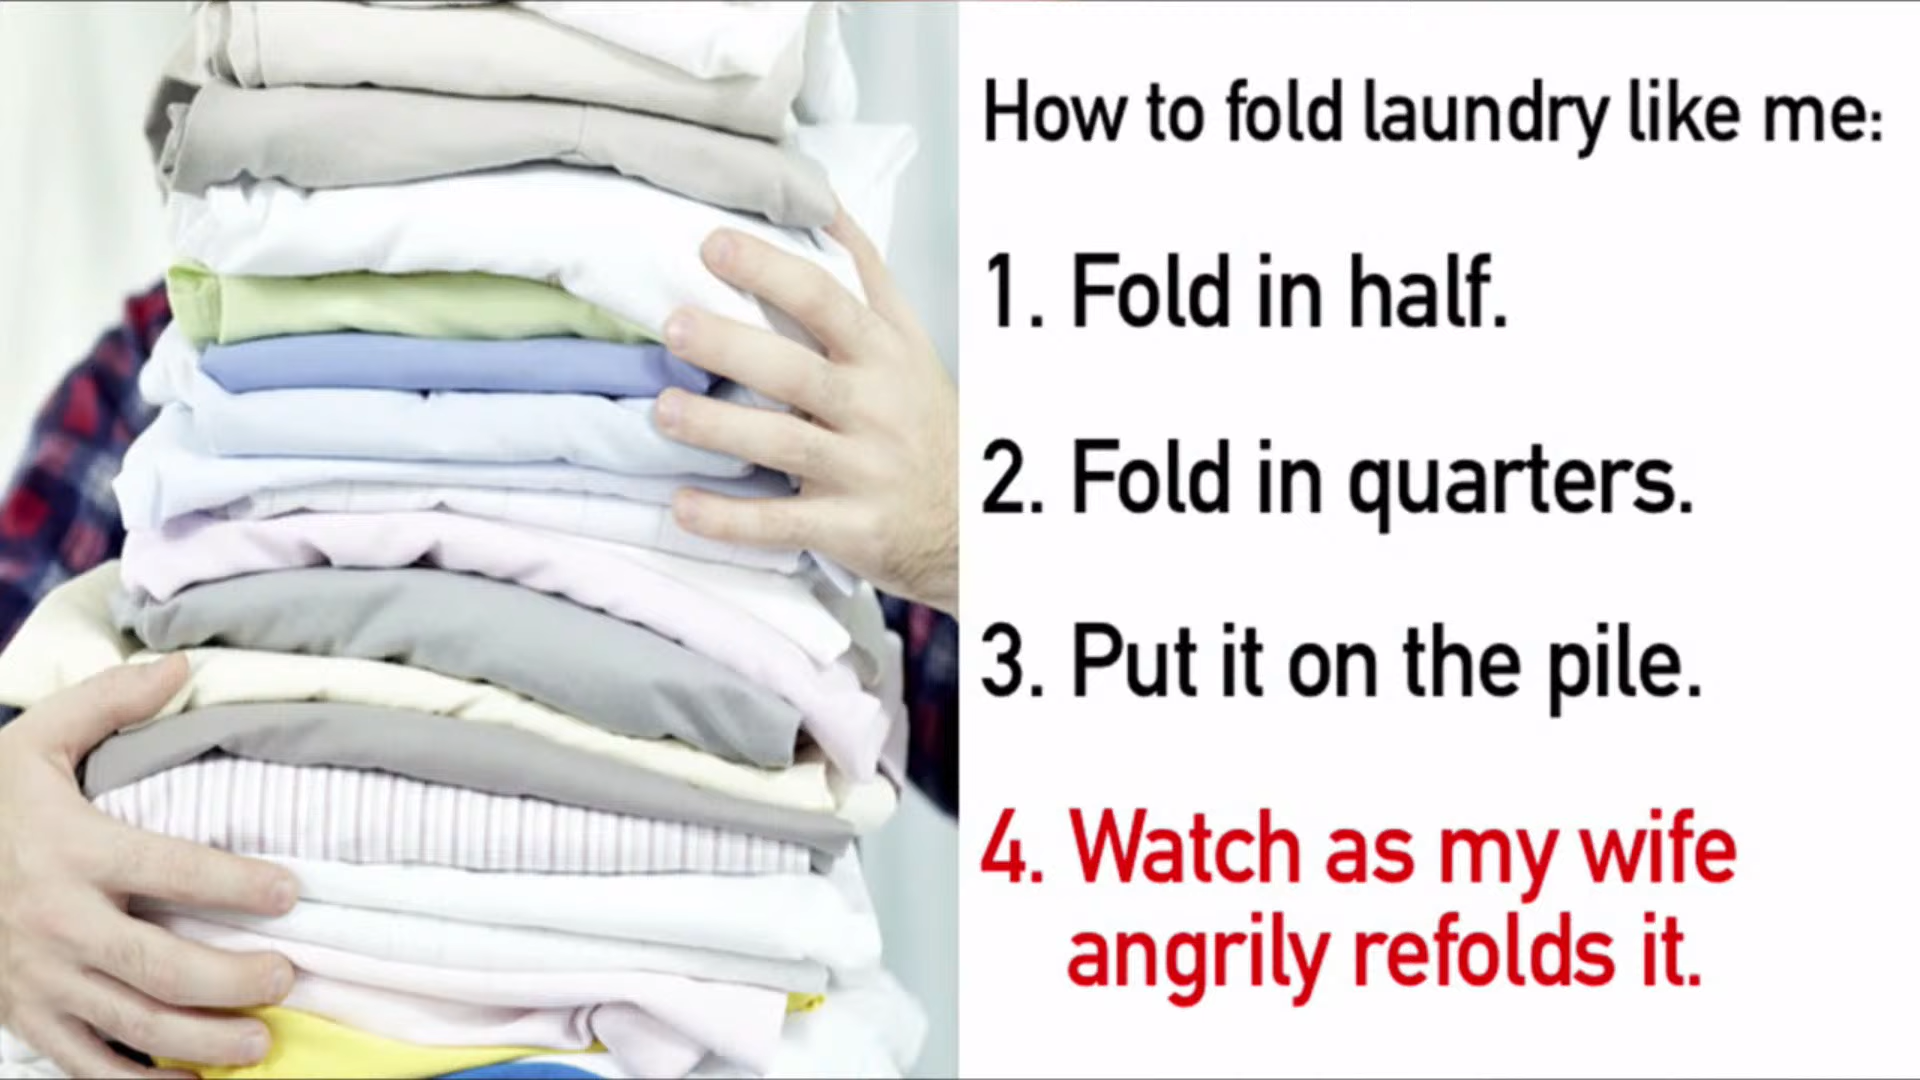 How to fold laundry like me:
1. Fold in half.
2. Fold in quarters.
3. Put it on the pile.
4. Watch as my wife
angrily refolds it.